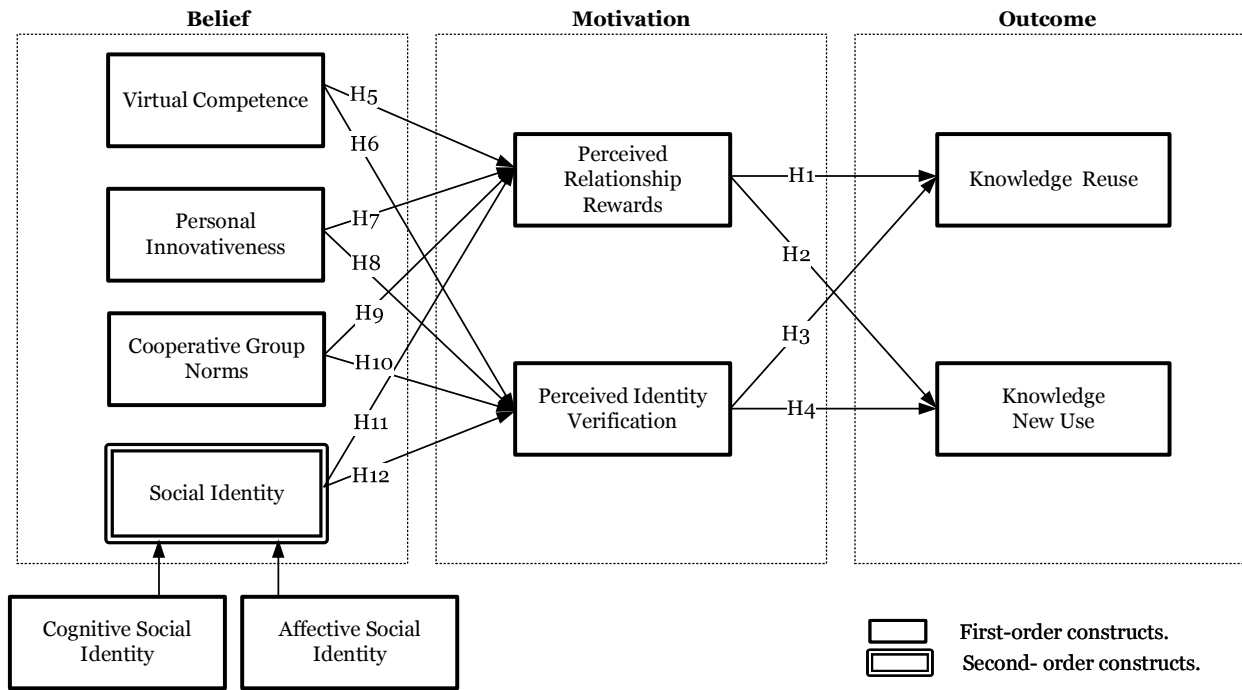 Belief
Motivation
Outcome
Virtual Competence
Personal
Innovativeness
Cooperative Group
Norms
Social Identity
Cognitive Social
Identity
Affective Social
Identity
H5
H6
H7
H8
H9
H10
H11
H12
Perceived
Relationship
Rewards
Perceived Identity
Verification
H1
H2
H3
H4
Knowledge Reuse
Knowledge
New Use
First-order constructs.
Second- order constructs.